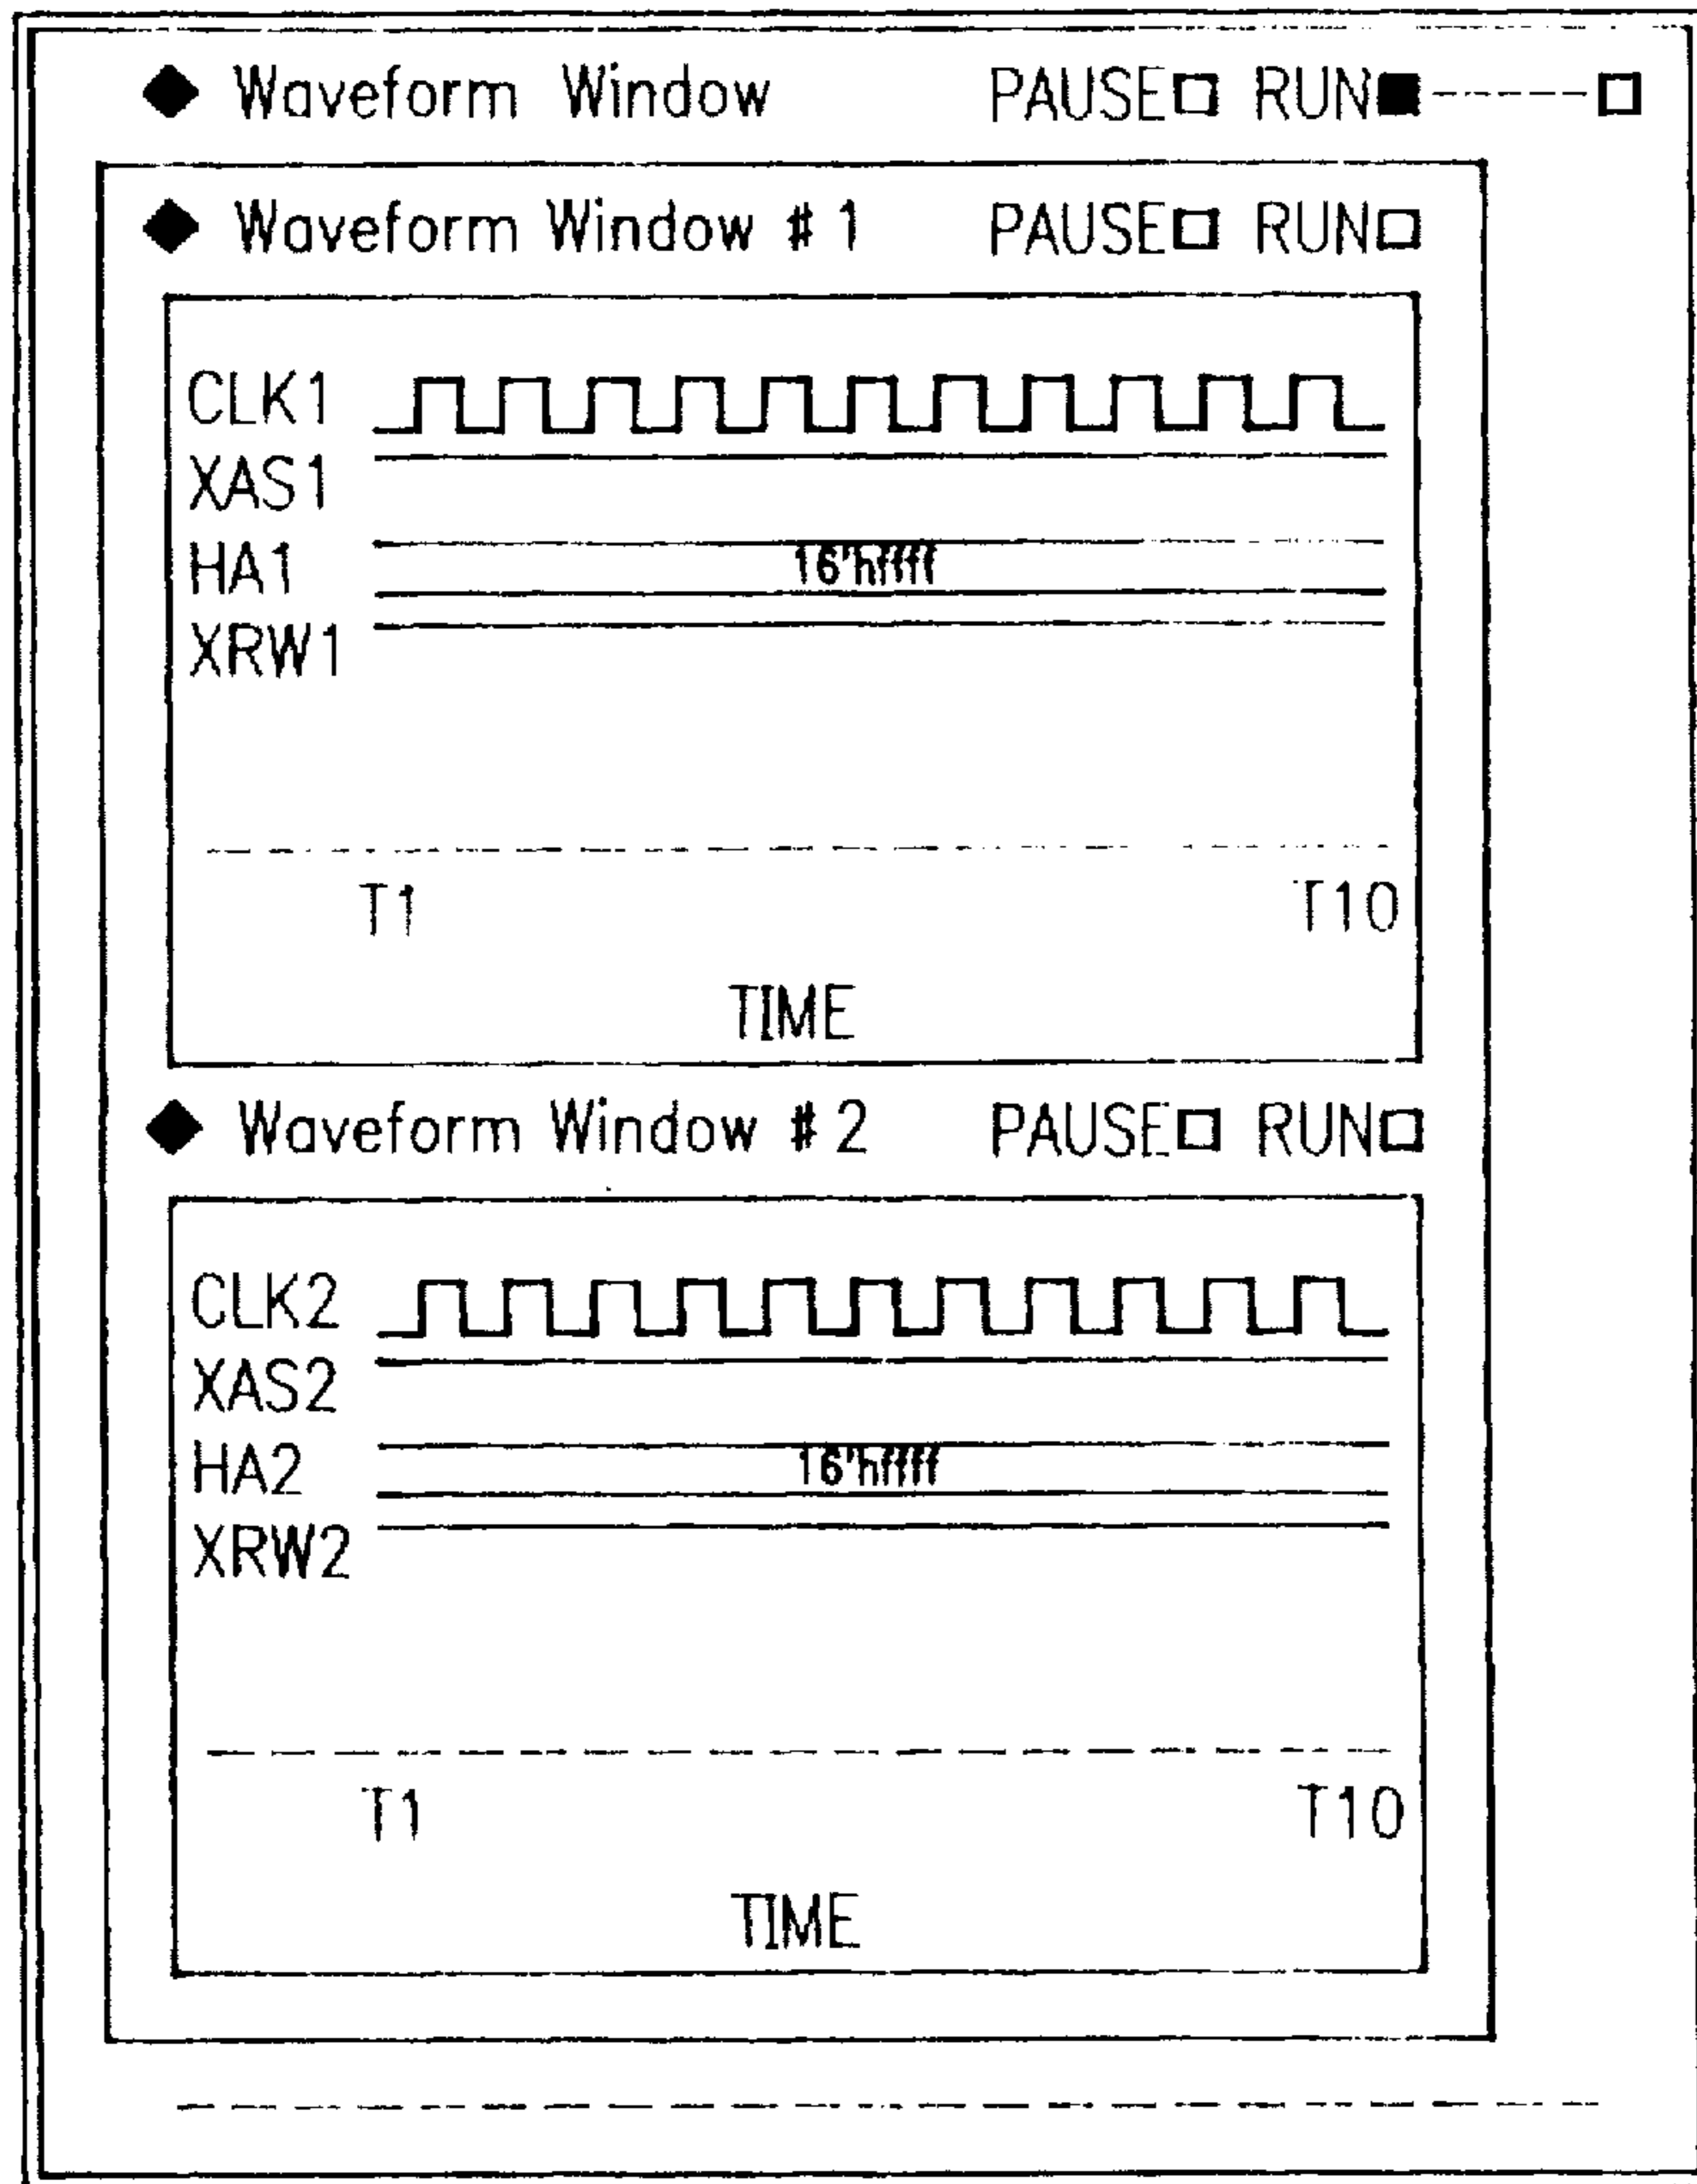 ◆ Waveform Window PAUSE□ RUN■-----□
◆ Waveform Window #1 PAUSE□ RUN□
CLK1
XAS1
HA1 16'hffff
XRW1
T1 T10
TIME
◆ Waveform Window #2 PAUSE□ RUN□
CLK2
XAS2
HA2 16'hffff
XRW2
T1 T10
TIME